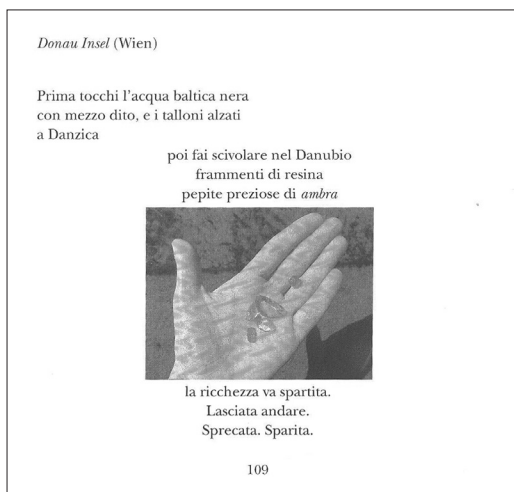 Donau Insel (Wien)
Prima tocchi l'acqua baltica nera
con mezzo dito, e i talloni alzati
a Danzica
poi fai scivolare nel Danubio
frammenti di resina
pepite preziose di ambra
la ricchezza va spartita.
Lasciata andare.
Sprecata. Sparita.
109